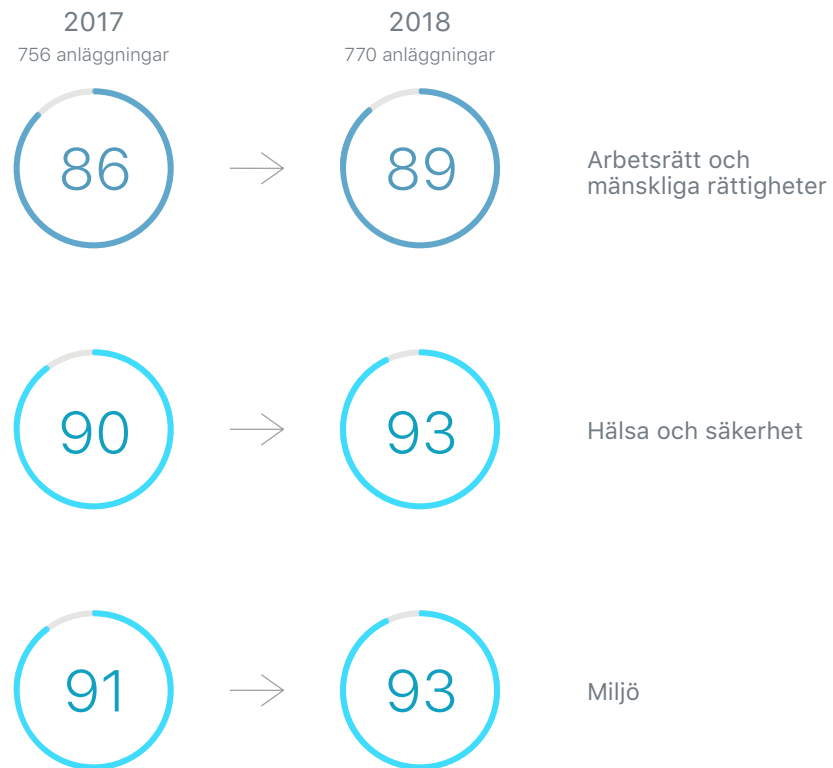 2017
2018
756 anläggningar
770 anläggningar
86
89
Arbetsrätt och
mänskliga rättigheter
90
93
Hälsa och säkerhet
91
93
Miljö